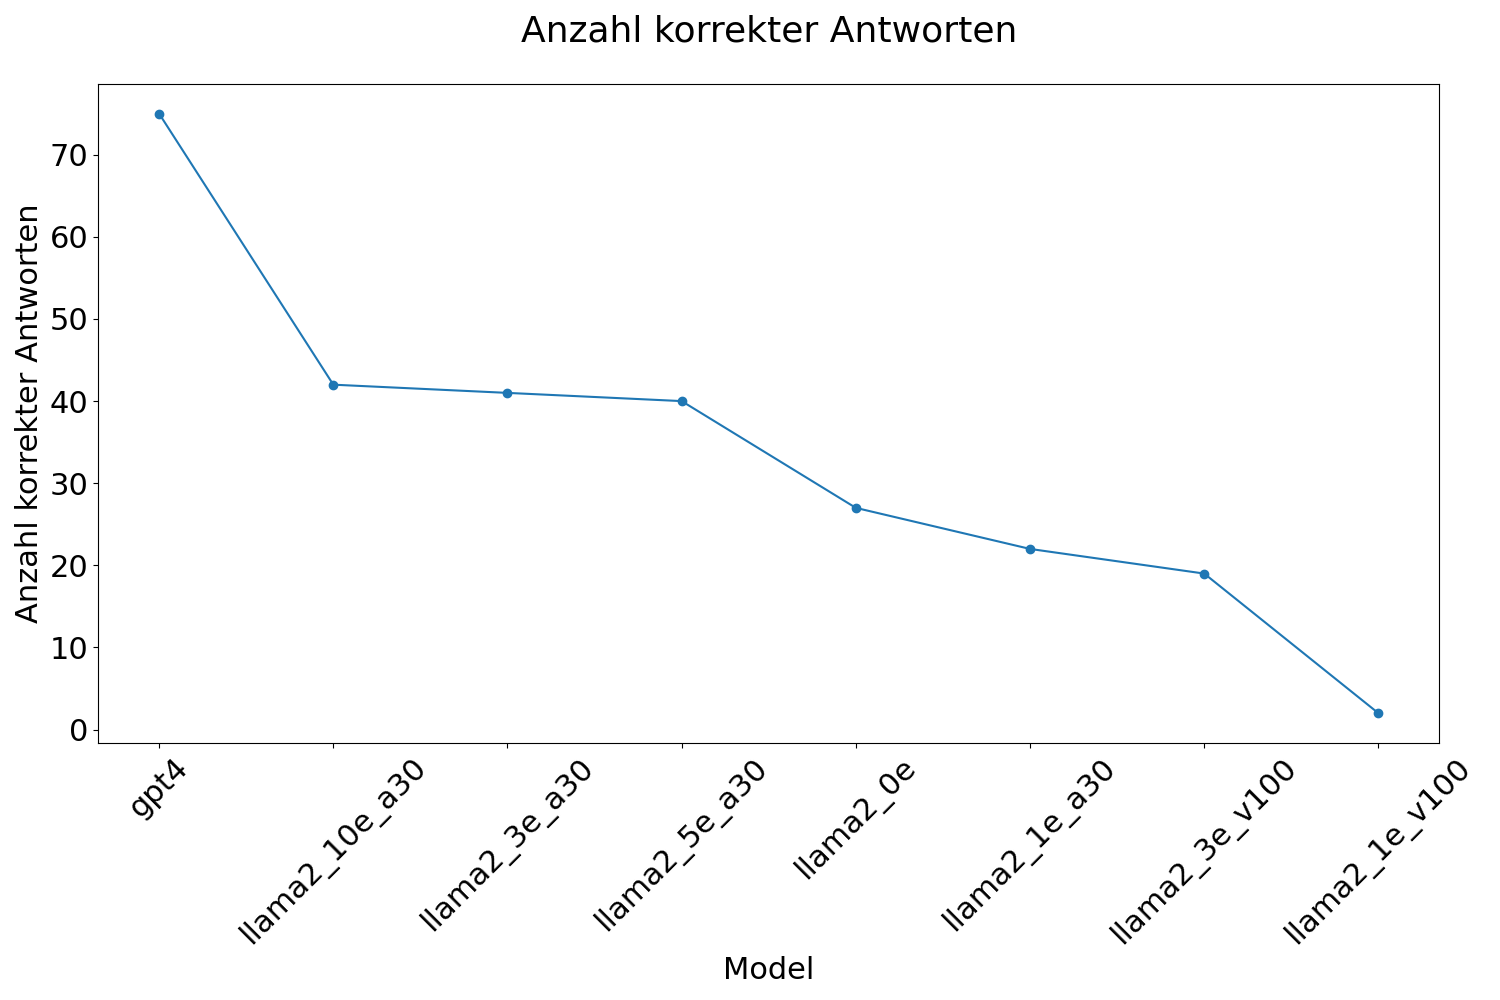 Anzahl korrekter Antworten
Anzahl korrekter Antworten
70
60
50
40
30
20
10
0
gpt4
llama2_10e_a30
llama2_3e_a30
llama2_5e_a30
llama2_0e
llama2_1e_a30
llama2_3e_v100
llama2_1e_v100
Model